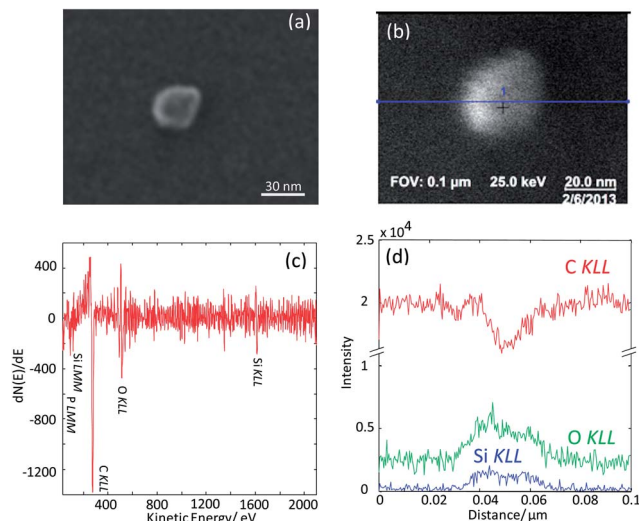 (a)
30 nm
(b)
1
FOV: 0.1 µm 25.0 keV 20.0 nm
2/6/2013
(c)
dN(E)/dE
400
0
-400
-800
-1200
Si LMM
P LMM
C KLL
O KLL
Si KLL
400 800 1200 1600 2000
Kinetic Energy/ eV
(d)
x 10⁴
Intensity
2.5
2
1
0.5
0
C KLL
O KLL
Si KLL
0 0.02 0.04 0.06 0.08 0.1
Distance/µm